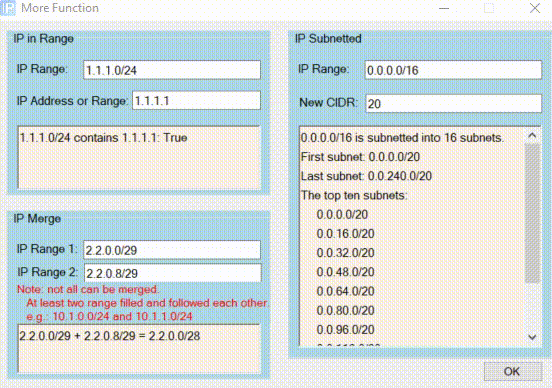 IP More Function
IP in Range
IP Range: 1.1.1.0/24
IP Address or Range: 1.1.1.1
1.1.1.0/24 contains 1.1.1.1: True
IP Merge
IP Range 1: 2.2.0.0/29
IP Range 2: 2.2.0.8/29
Note: not all can be merged.
At least two range filled and followed each other.
e.g.: 10.1.0.0/24 and 10.1.1.0/24
2.2.0.0/29 + 2.2.0.8/29 = 2.2.0.0/28
IP Subnetted
IP Range: 0.0.0.0/16
New CIDR: 20
0.0.0.0/16 is subnetted into 16 subnets.
First subnet: 0.0.0.0/20
Last subnet: 0.0.240.0/20
The top ten subnets:
0.0.0.0/20
0.0.16.0/20
0.0.32.0/20
0.0.48.0/20
0.0.64.0/20
0.0.80.0/20
0.0.96.0/20
OK